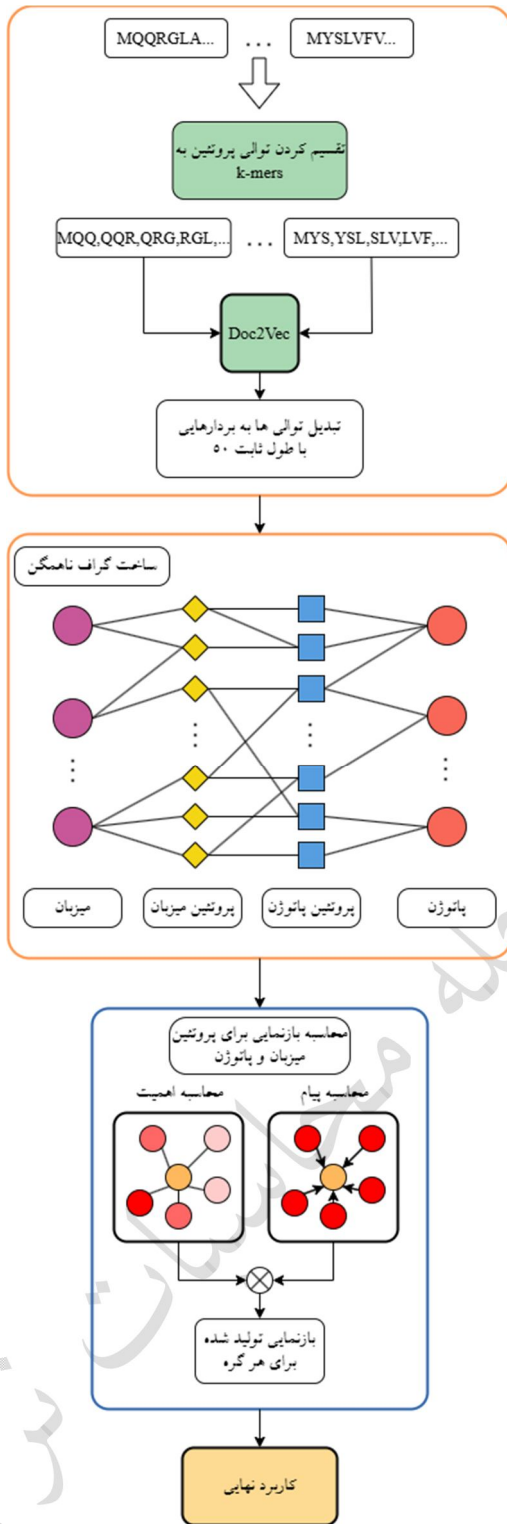 MQQRGLA... ... MYSLVFV...
تقسیم کردن توالی پروتئین به
k-mers
MQQ,QQR,QRG,RGL,... ... MYS,YSL,SLV,LVF,...
Doc2Vec
تبدیل توالی ها به بردارهایی
با طول ثابت ۵۰
ساخت گراف ناهمگن
پاتوژن
پروتئین پاتوژن
پروتئین میزبان
میزبان
محاسبه بازنمایی برای پروتئین
میزبان و پاتوژن
محاسبه پیام
محاسبه اهمیت
بازنمایی تولید شده
برای هر گره
کاربرد نهایی